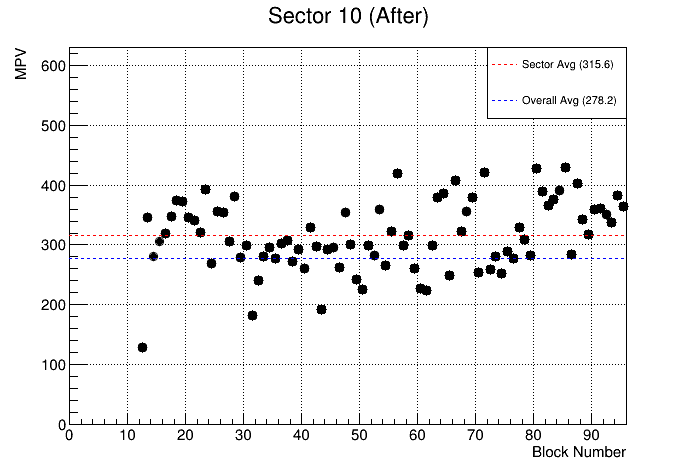 Sector 10 (After)
MPV
600
500
400
300
200
100
0
Sector Avg (315.6)
Overall Avg (278.2)
0 10 20 30 40 50 60 70 80 90
Block Number